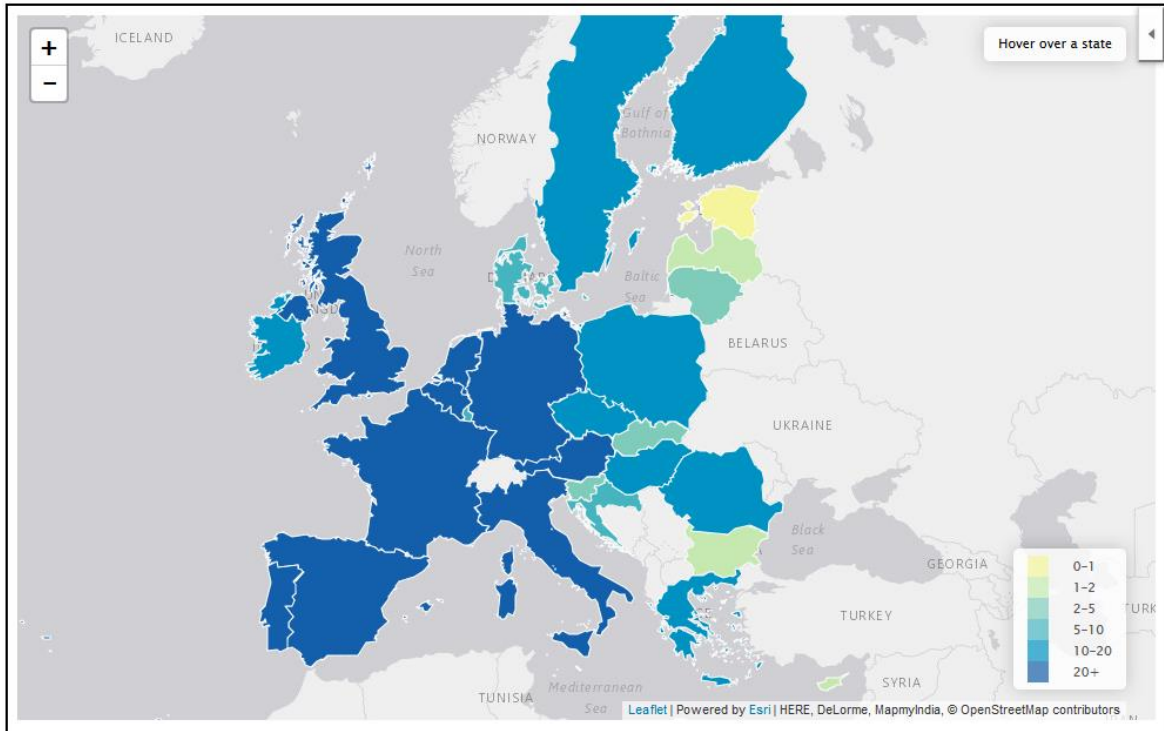 ICELAND
+
−
Hover over a state
NORWAY
Gulf of
Bothnia
North
Sea
Baltic
Sea
BELARUS
UKRAINE
Black
Sea
GEORGIA
TURKEY
SYRIA
TUNISIA
Mediterranean
Sea
0–1
1–2
2–5
5–10
10–20
20+
Leaflet | Powered by Esri | HERE, DeLorme, MapmyIndia, © OpenStreetMap contributors